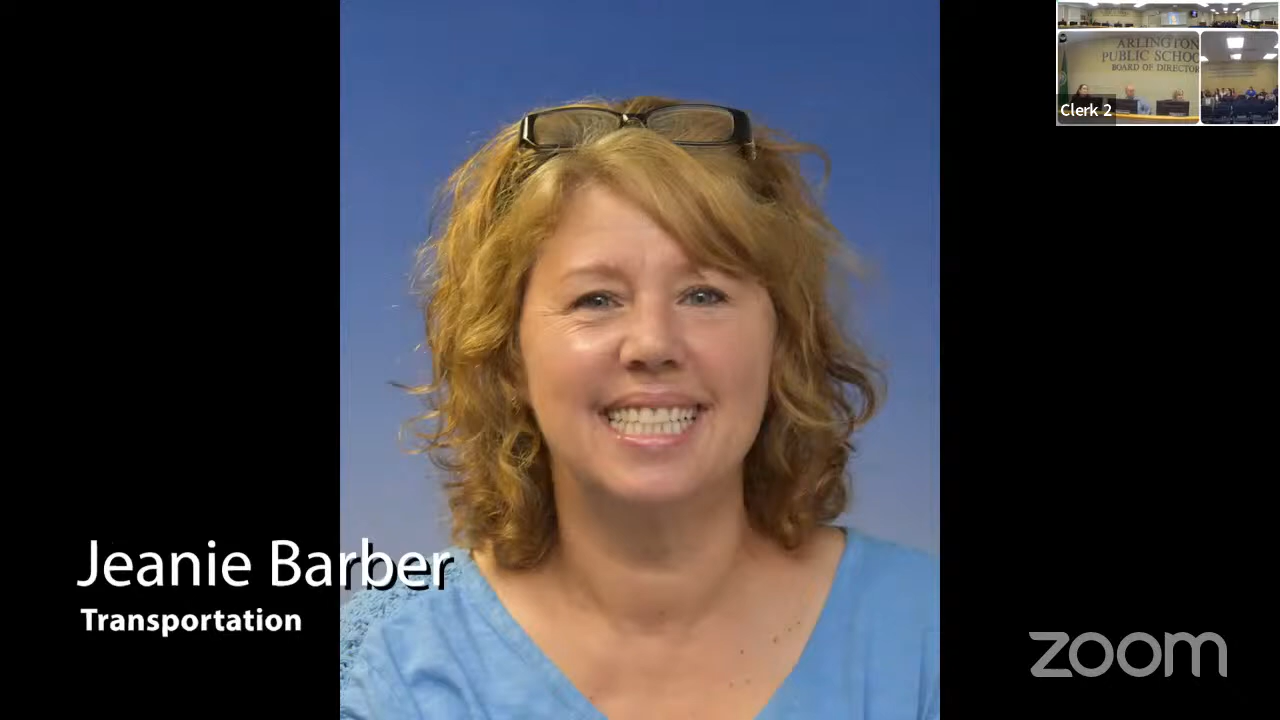 ARLINGTON
PUBLIC SCHOO
BOARD OF DIRECTOR
Clerk 2
Jeanie Barber
Transportation
zoom